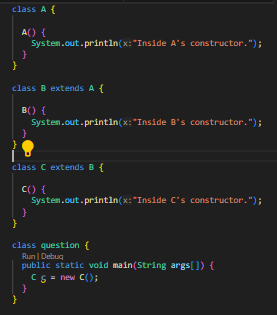 class A {
A() {
System.out.println(x:"Inside A's constructor.");
}
}
class B extends A {
B() {
System.out.println(x:"Inside B's constructor.");
}
}
class C extends B {
C() {
System.out.println(x:"Inside C's constructor.");
}
}
class question {
Run | Debug
public static void main(String args[]) {
C c = new C();
}
}